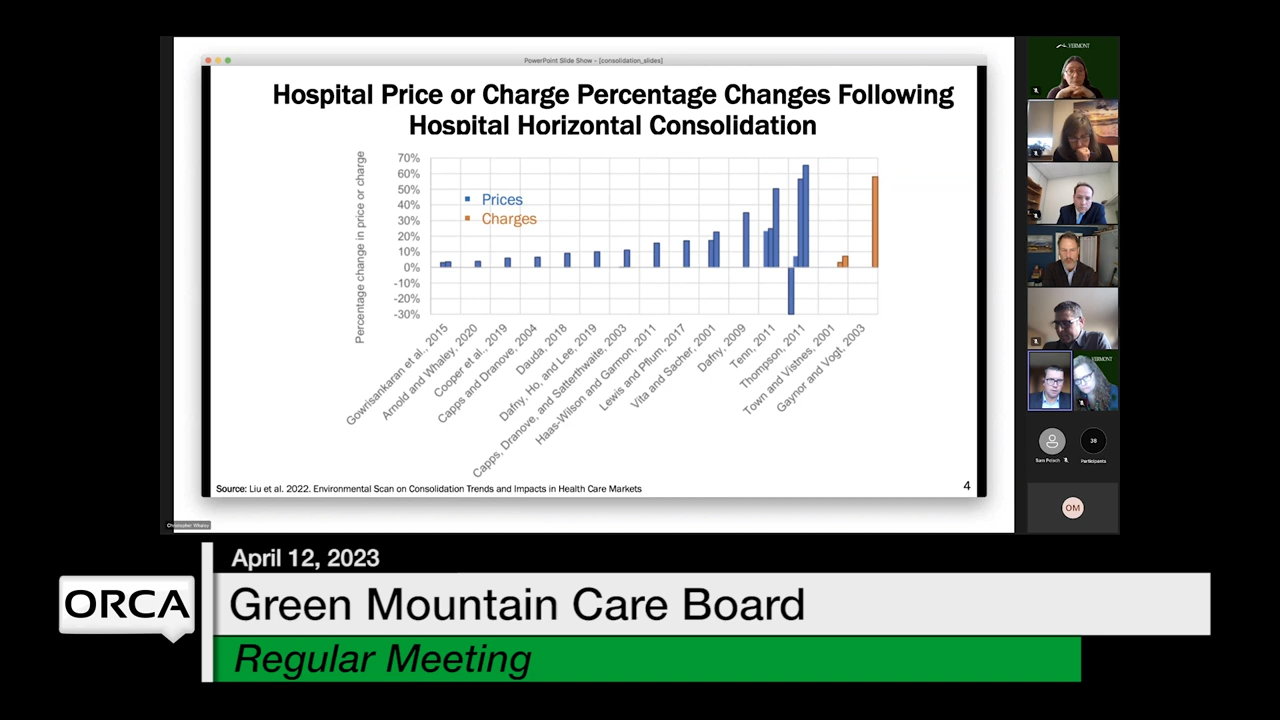 PowerPoint Slide Show - [consolidation_slides]
Hospital Price or Charge Percentage Changes Following
Hospital Horizontal Consolidation
Percentage change in price or charge
70%
60%
50%
40%
30%
20%
10%
0%
-10%
-20%
-30%
Prices
Charges
Gowrisankaran et al., 2015
Arnold and Whaley, 2020
Cooper et al., 2019
Capps and Dranove, 2004
Dauda, 2018
Dafny, Ho, and Lee, 2019
Capps, Dranove, and Satterthwaite, 2003
Haas-Wilson and Garmon, 2011
Lewis and Pflum, 2017
Vita and Sacher, 2001
Dafny, 2009
Tenn, 2011
Thompson, 2011
Town and Vistnes, 2001
Gaynor and Vogt, 2003
Source: Liu et al. 2022. Environmental Scan on Consolidation Trends and Impacts in Health Care Markets
4
Christopher Whaley
VERMONT
VERMONT
38
Participants
OM
April 12, 2023
ORCA
Green Mountain Care Board
Regular Meeting